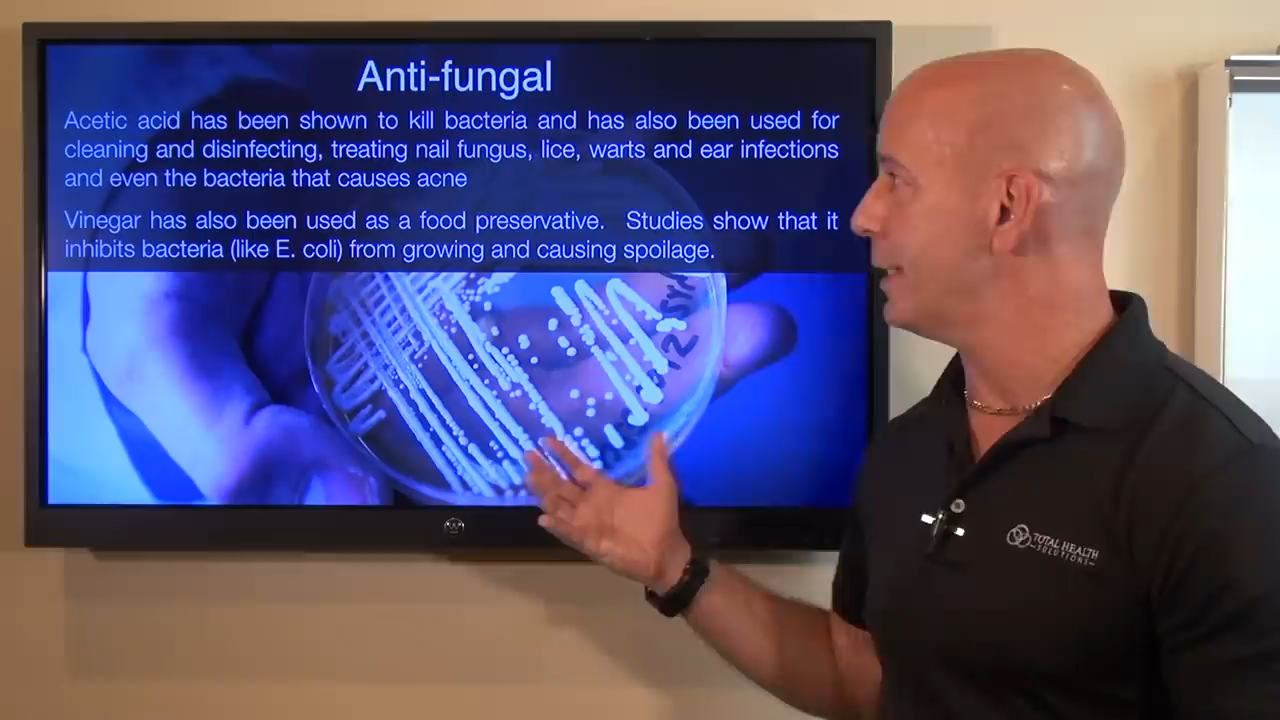 Anti-fungal
Acetic acid has been shown to kill bacteria and has also been used for
cleaning and disinfecting, treating nail fungus, lice, warts and ear infections
and even the bacteria that causes acne
Vinegar has also been used as a food preservative. Studies show that it
inhibits bacteria (like E. coli) from growing and causing spoilage.
TOTAL HEALTH
SOLUTIONS